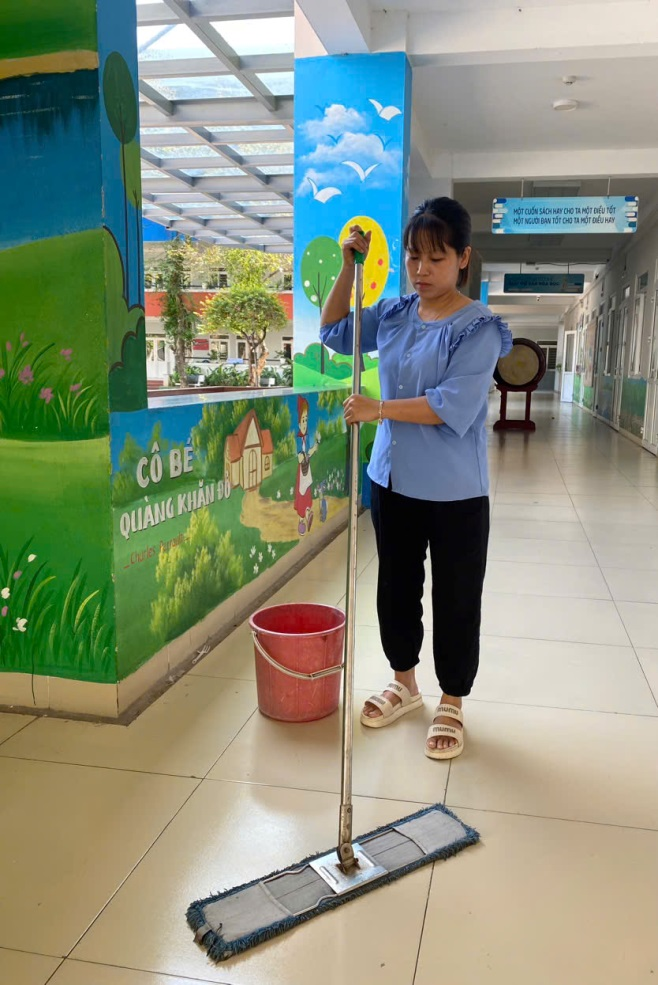 MỘT CUỐN SÁCH HAY CHO TA MỘT ĐIỀU TỐT
MỘT NGƯỜI BẠN TỐT CHO TA MỘT ĐIỀU HAY
CÔ BÉ
QUÀNG KHĂN ĐỎ